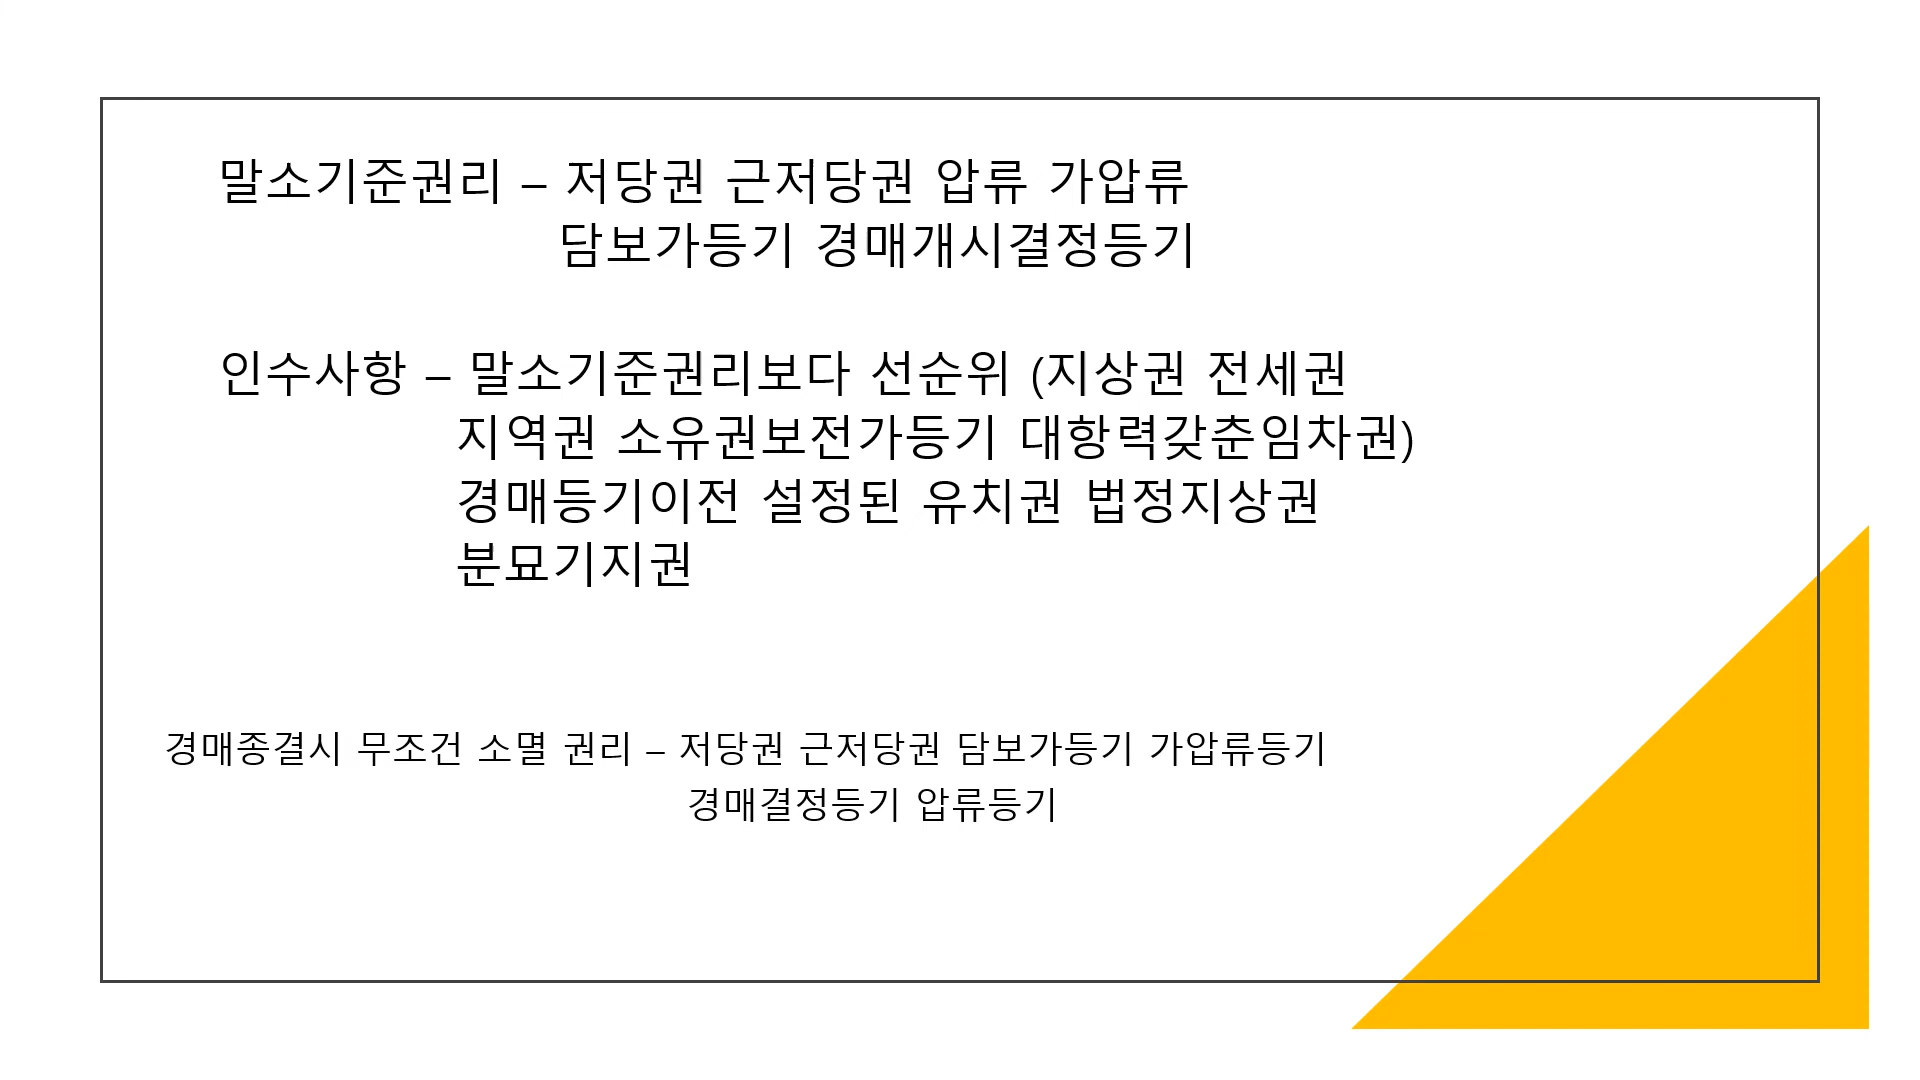 말소기준권리 – 저당권 근저당권 압류 가압류
담보가등기 경매개시결정등기
인수사항 – 말소기준권리보다 선순위 (지상권 전세권
지역권 소유권보전가등기 대항력갖춘임차권)
경매등기이전 설정된 유치권 법정지상권
분묘기지권
경매종결시 무조건 소멸 권리 – 저당권 근저당권 담보가등기 가압류등기
경매결정등기 압류등기